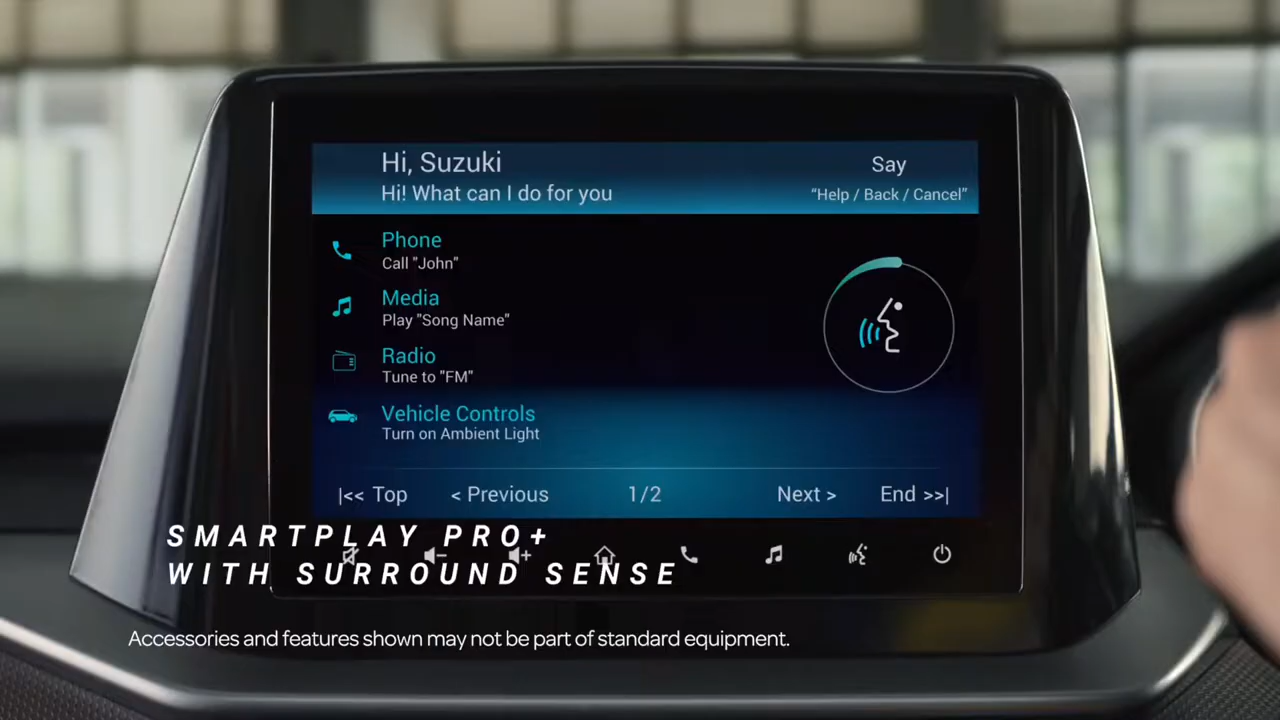 Hi, Suzuki
Hi! What can I do for you
Say
"Help / Back / Cancel"
Phone
Call "John"
Media
Play "Song Name"
Radio
Tune to "FM"
Vehicle Controls
Turn on Ambient Light
|<< Top < Previous 1/2 Next > End >>|
SMARTPLAY PRO+
WITH SURROUND SENSE
Accessories and features shown may not be part of standard equipment.